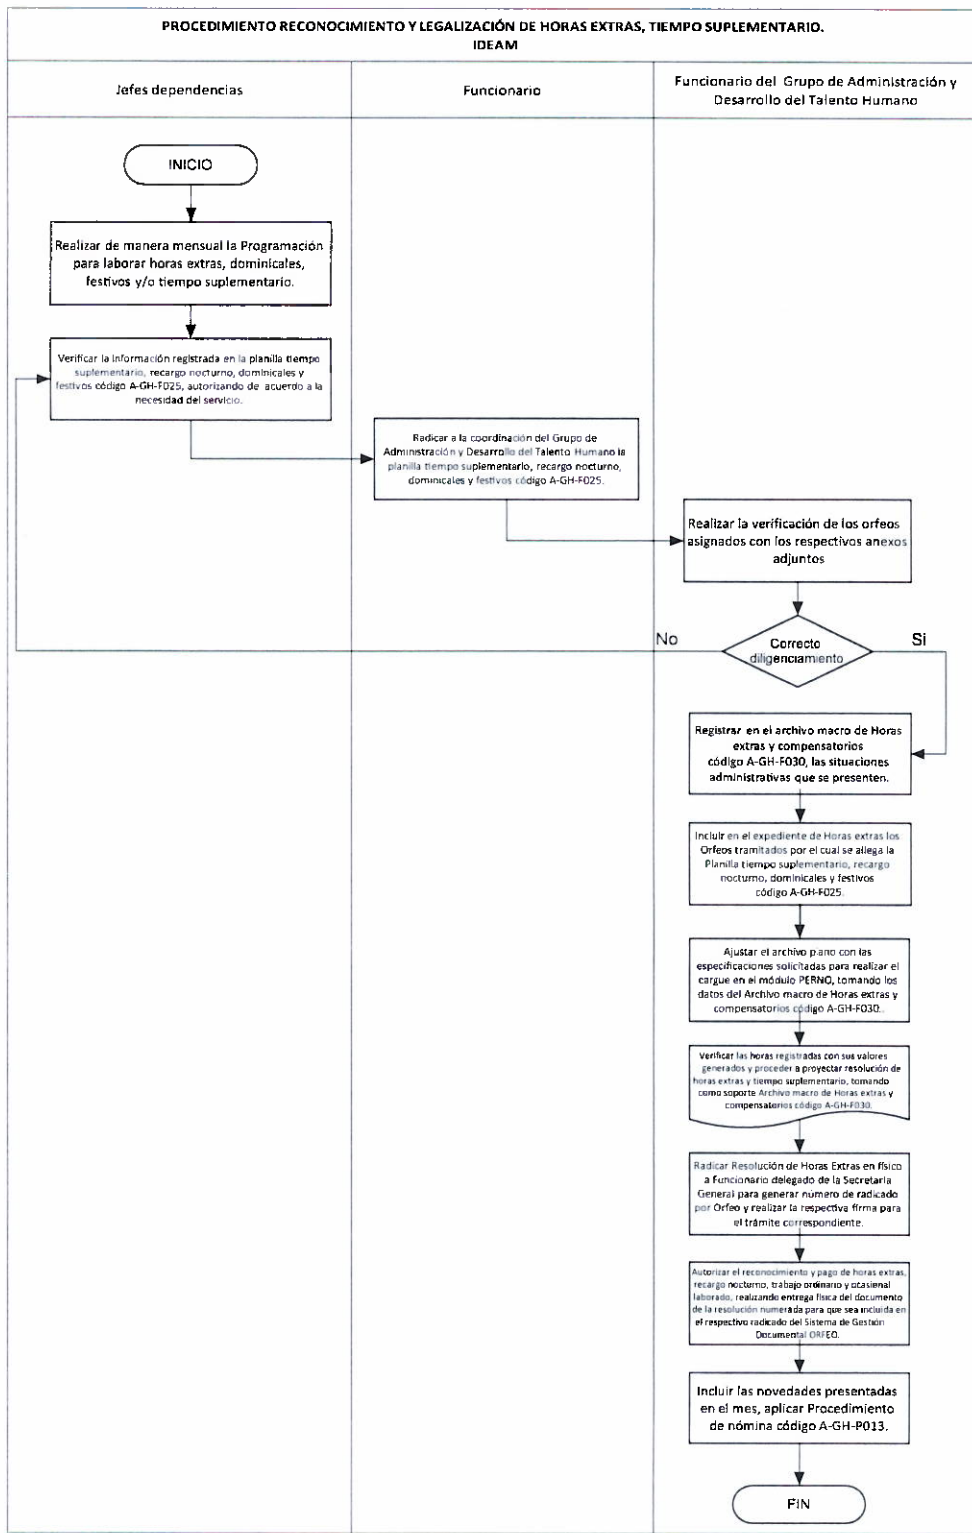 PROCEDIMIENTO RECONOCIMIENTO Y LEGALIZACIÓN DE HORAS EXTRAS, TIEMPO SUPLEMENTARIO.
IDEAM
Jefes dependencias
Funcionario
Funcionario del Grupo de Administración y
Desarrollo del Talento Humano
INICIO
Realizar de manera mensual la Programación
para laborar horas extras, dominicales,
festivos y/o tiempo suplementario.
Verificar la información registrada en la planilla tiempo
suplementario, recargo nocturno, dominicales y
festivos código A-GH-F025, autorizando de acuerdo a la
necesidad del servicio.
Radicar a la coordinación del Grupo de
Administración y Desarrollo del Talento Humano la
planilla tiempo suplementario, recargo nocturno,
dominicales y festivos código A-GH-F025.
Realizar la verificación de los orfeos
asignados con los respectivos anexos
adjuntos
No
Correcto
diligenciamiento
Si
Registrar en el archivo macro de Horas
extras y compensatorios
código A-GH-F030, las situaciones
administrativas que se presenten.
Incluir en el expediente de Horas extras los
Orfeos tramitados por el cual se allega la
Planilla tiempo suplementario, recargo
nocturno, dominicales y festivos
código A-GH-F025.
Ajustar el archivo plano con las
especificaciones solicitadas para realizar el
cargue en el módulo PERNO, tomando los
datos del Archivo macro de Horas extras y
compensatorios código A-GH-F030..
Verificar las horas registradas con sus valores
generados y proceder a proyectar resolución de
horas extras y tiempo suplementario, tomando
como soporte Archivo macro de Horas extras y
compensatorios código A-GH-F030.
Radicar Resolución de Horas Extras en físico
a Funcionario delegado de la Secretaria
General para generar número de radicado
por Orfeo y realizar la respectiva firma para
el trámite correspondiente.
Autorizar el reconocimiento y pago de horas extras,
recargo nocturno, trabajo ordinario y ocasional
laborado, realizando entrega física del documento
de la resolución numerada para que sea incluida en
el respectivo radicado del Sistema de Gestión
Documental ORFEO.
Incluir las novedades presentadas
en el mes, aplicar Procedimiento
de nómina código A-GH-P013.
FIN